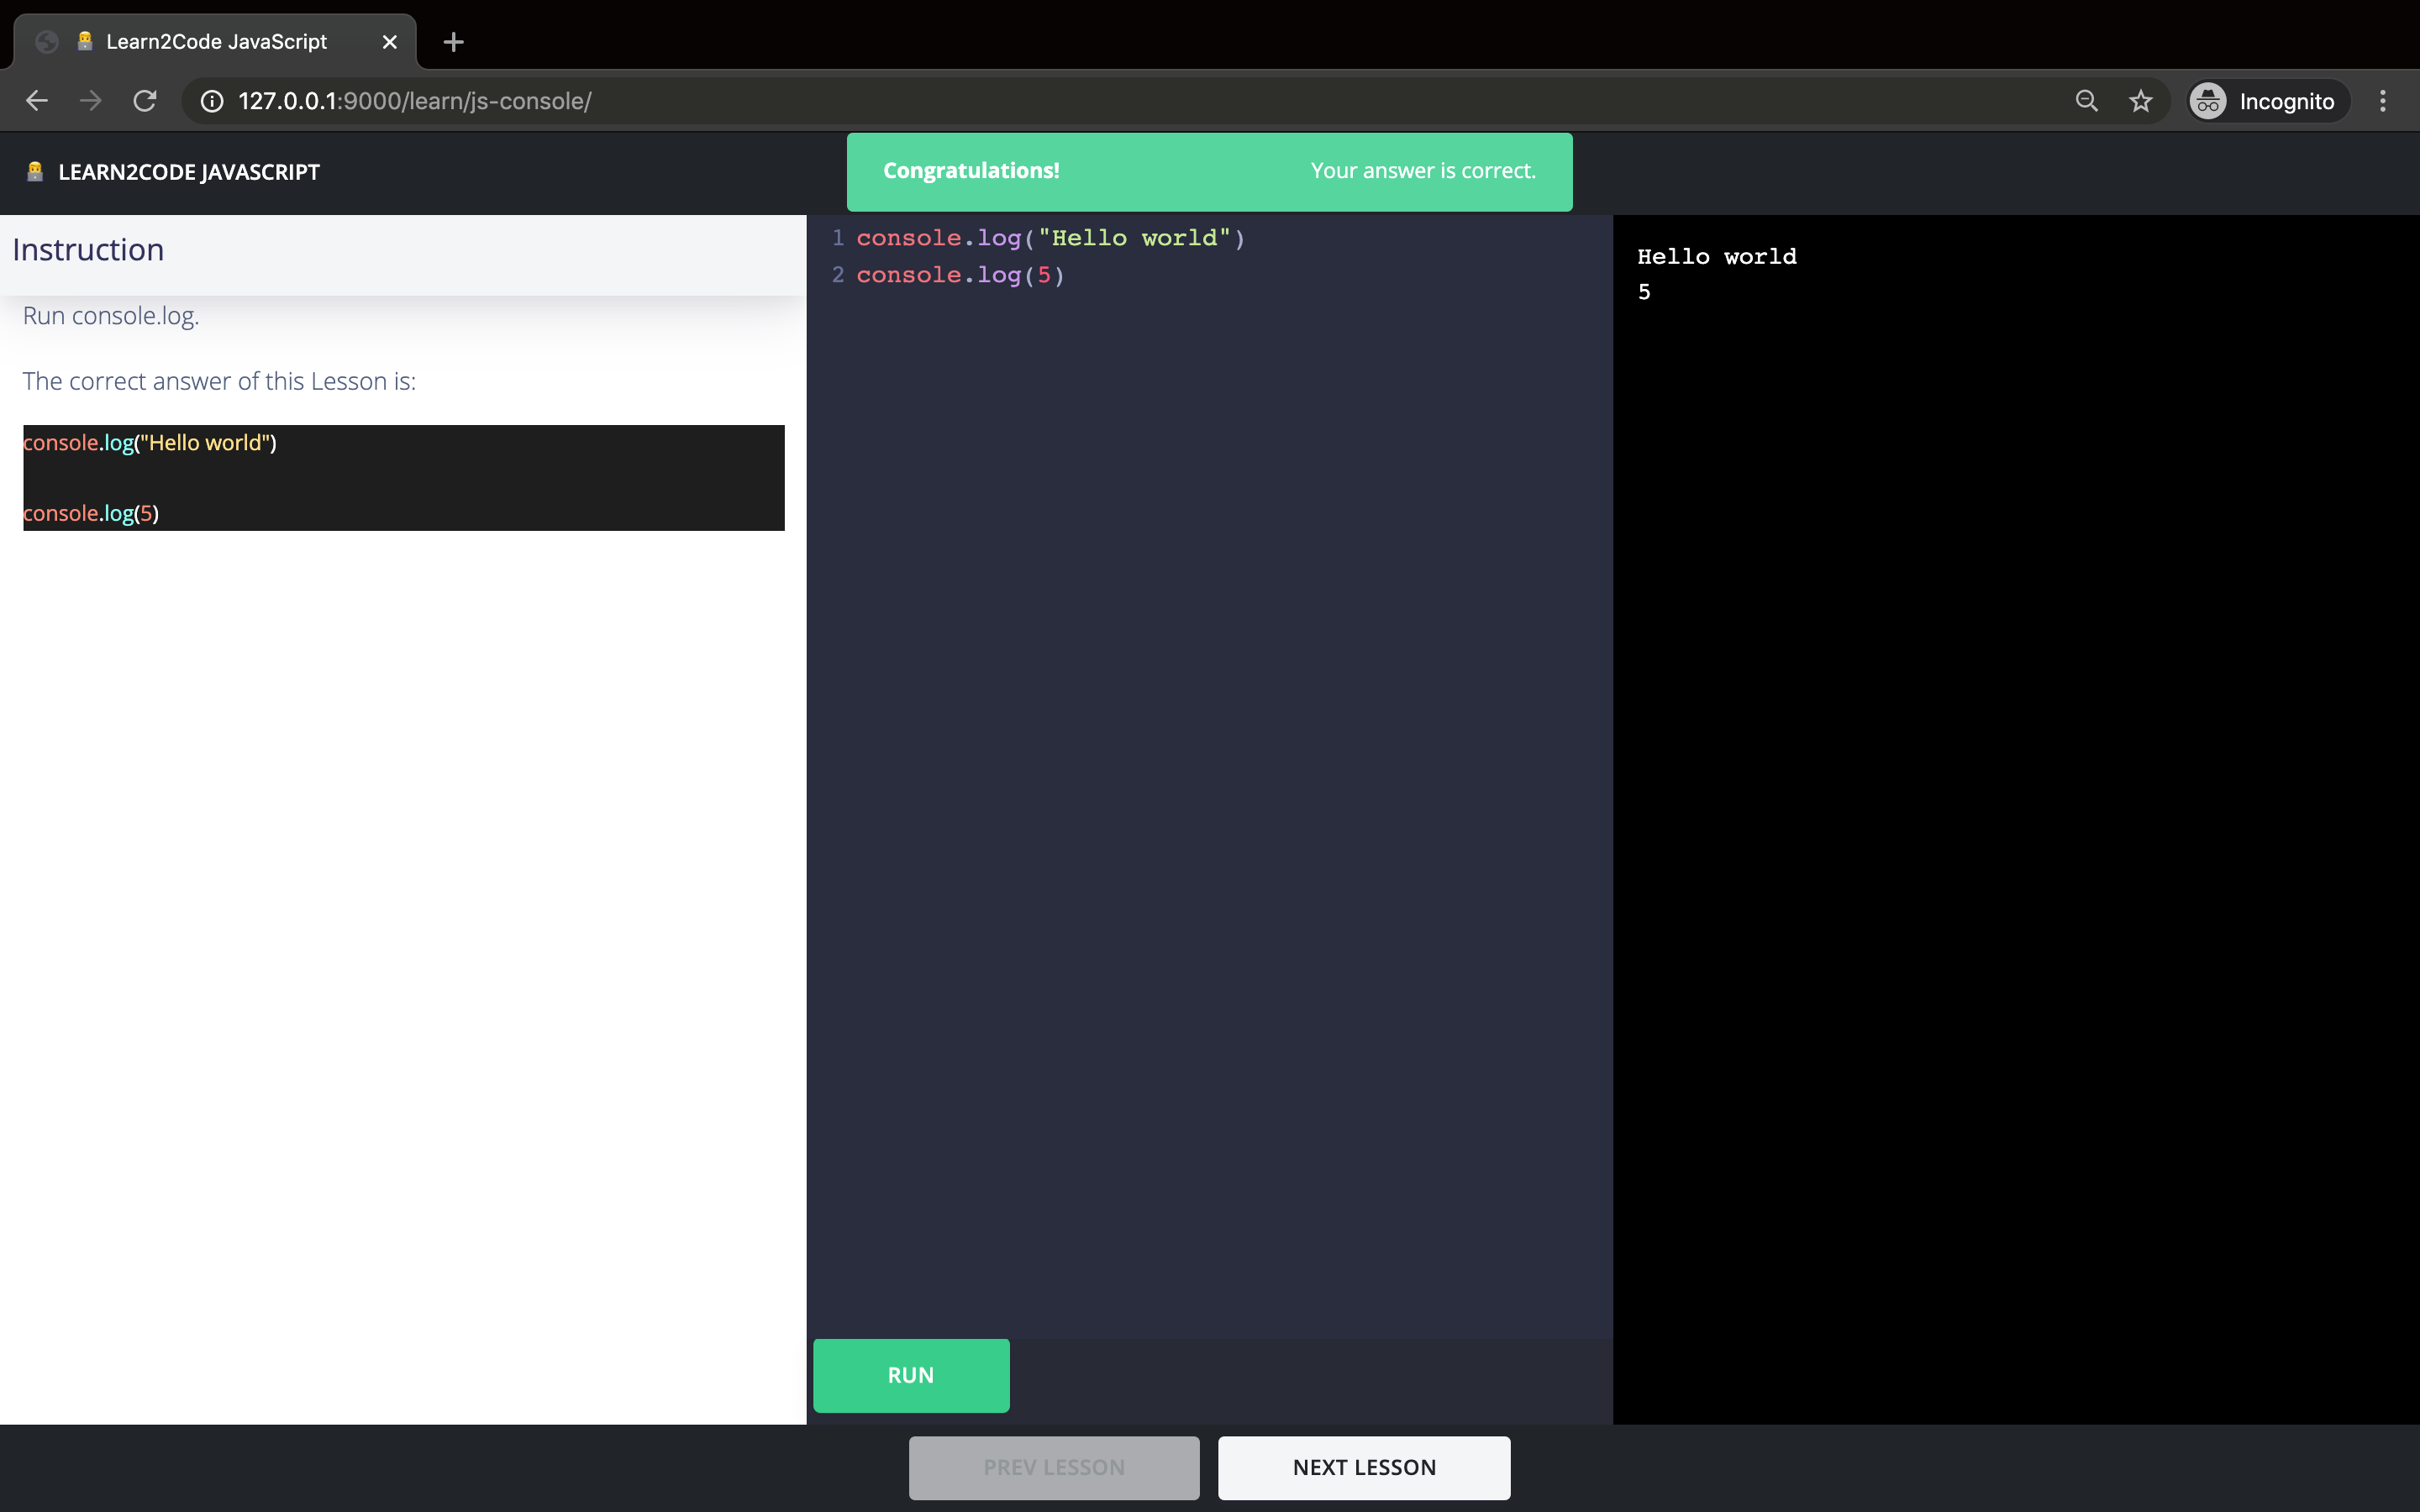 Learn2Code JavaScript
127.0.0.1:9000/learn/js-console/
Incognito
LEARN2CODE JAVASCRIPT
Congratulations! Your answer is correct.
Instruction
Run console.log.
The correct answer of this Lesson is:
console.log("Hello world")
console.log(5)
1 console.log("Hello world")
2 console.log(5)
Hello world
5
RUN
PREV LESSON
NEXT LESSON